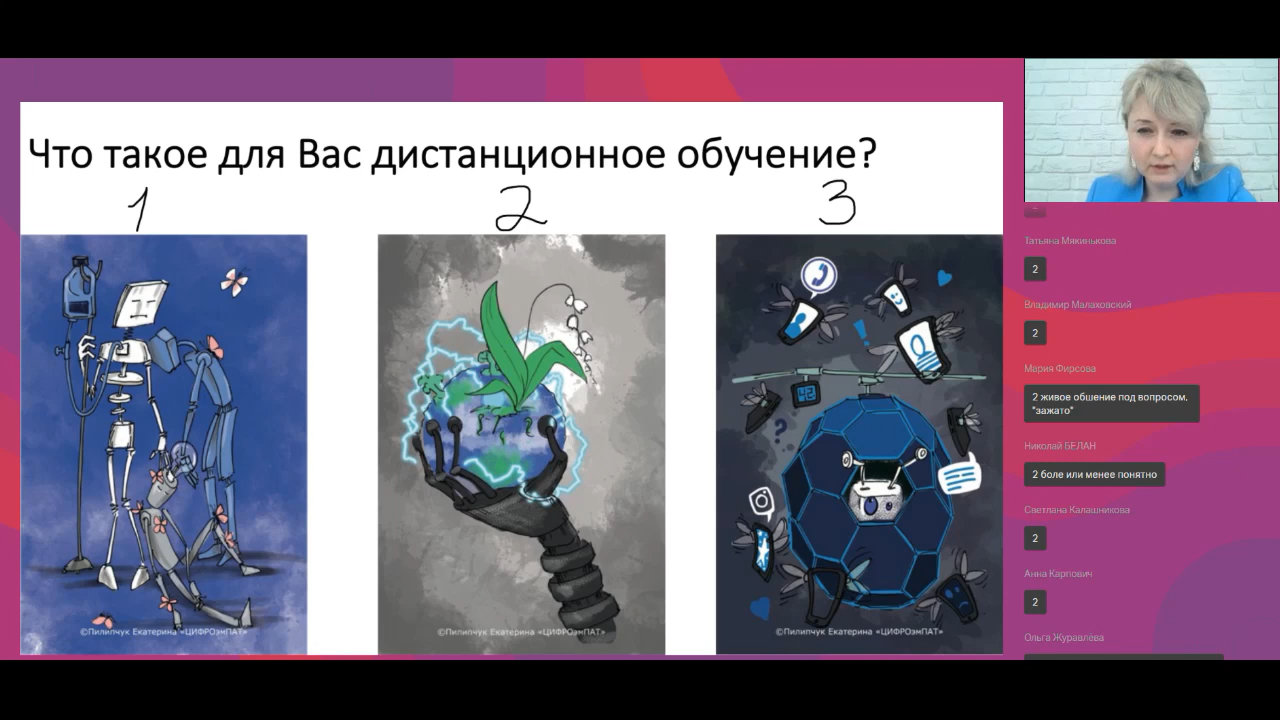 Что такое для Вас дистанционное обучение?
1 2 3
©Пилипчук Екатерина «ЦИФРОэмПАТ»
©Пилипчук Екатерина «ЦИФРОэмПАТ»
©Пилипчук Екатерина «ЦИФРОэмПАТ»
Татьяна Мякинькова
2
Владимир Малаховский
2
Мария Фирсова
2 живое обшение под вопросом,
"зажато"
Николай БЕЛАН
2 боле или менее понятно
Светлана Калашникова
2
Анна Карпович
2
Ольга Журавлёва